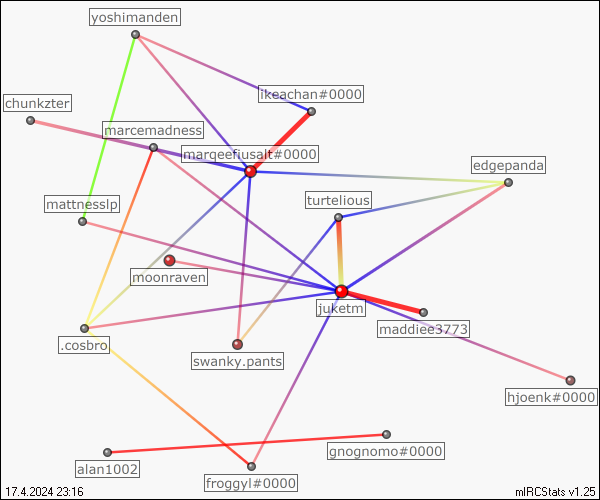 yoshimanden
ikeachan#0000
chunkzter
marcemadness
marqeefiusalt#0000
edgepanda
turtelious
mattnesslp
moonraven
juketm
maddiee3773
.cosbro
swanky.pants
hjoenk#0000
gnognomo#0000
alan1002
froggyl#0000
17.4.2024 23:16
mIRCStats v1.25